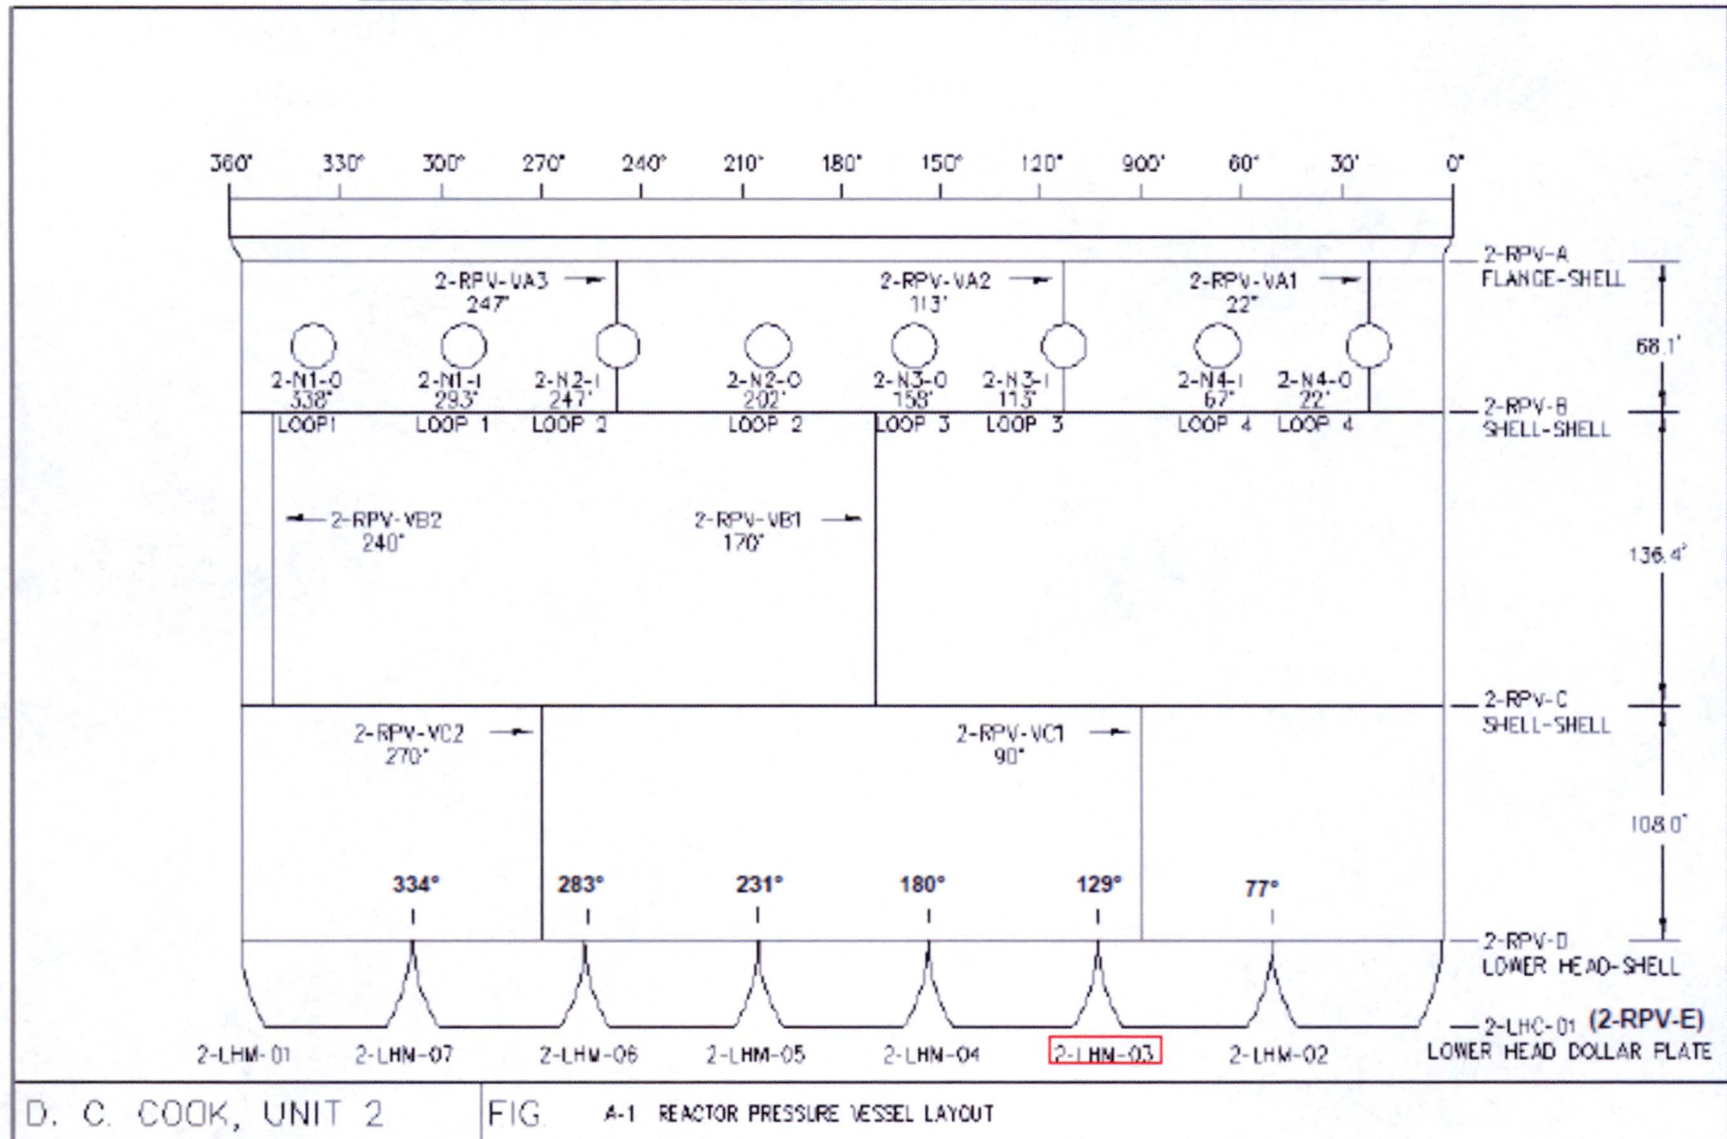 360° 330° 300° 270° 240° 210° 180° 150° 120° 900° 60° 30° 0°
2-RPV-A
FLANGE-SHELL
2-RPV-VA3
247°
2-RPV-VA2
113°
2-RPV-VA1
22°
68.1"
2-N1-O
338°
LOOP1
2-N1-I
293°
LOOP 1
2-N2-I
247°
LOOP 2
2-N2-O
202°
LOOP 2
2-N3-O
158°
LOOP 3
2-N3-I
113°
LOOP 3
2-N4-I
67°
LOOP 4
2-N4-O
22°
LOOP 4
2-RPV-B
SHELL-SHELL
2-RPV-VB2
240°
2-RPV-VB1
170°
136.4"
2-RPV-C
SHELL-SHELL
2-RPV-VC2
270°
2-RPV-VC1
90°
108.0"
334° 283° 231° 180° 129° 77°
2-RPV-D
LOWER HEAD-SHELL
2-LHC-01 (2-RPV-E)
LOWER HEAD DOLLAR PLATE
2-LHM-01 2-LHM-07 2-LHM-06 2-LHM-05 2-LHM-04 2-LHM-03 2-LHM-02
D. C. COOK, UNIT 2
FIG. A-1 REACTOR PRESSURE VESSEL LAYOUT